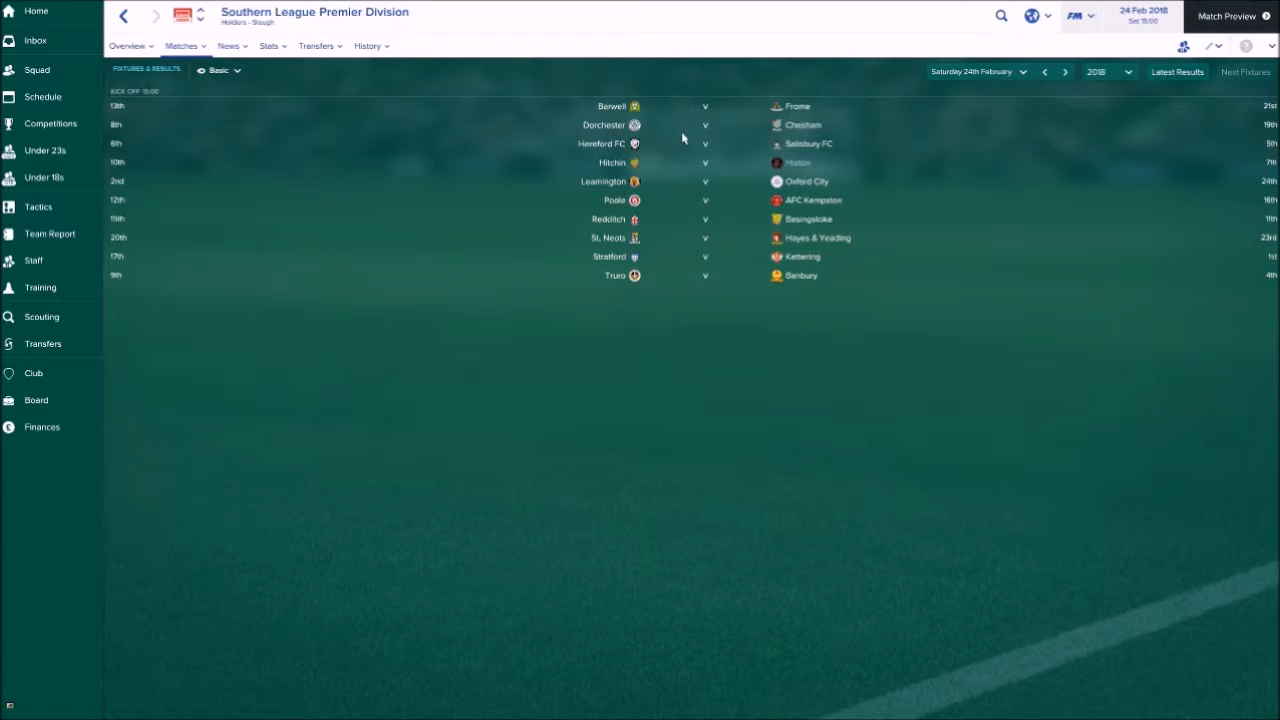 Home
Southern League Premier Division
Holders - Slough
FM
24 Feb 2018
Sat 15:00
Match Preview
Inbox
Overview Matches News Stats Transfers History
Squad
FIXTURES & RESULTS
Basic
Saturday 24th February
2018
Latest Results
Next Fixtures
Schedule
KICK OFF 15:00
13th Barwell v Frome 21st
8th Dorchester v Chesham 19th
6th Hereford FC v Salisbury FC 5th
10th Hitchin v Histon 7th
2nd Leamington v Oxford City 24th
12th Poole v AFC Kempston 16th
15th Redditch v Basingstoke 11th
20th St. Neots v Hayes & Yeading 23rd
17th Stratford v Kettering 1st
9th Truro v Banbury 4th
Competitions
Under 23s
Under 18s
Tactics
Team Report
Staff
Training
Scouting
Transfers
Club
Board
Finances